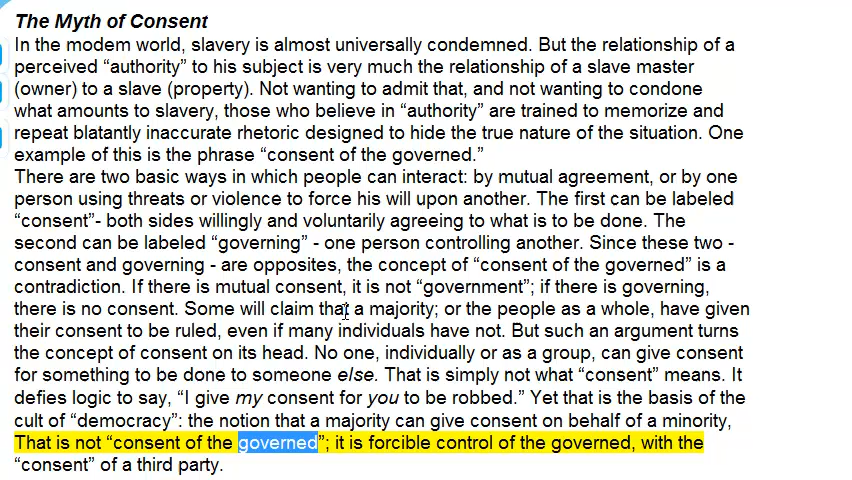 The Myth of Consent
In the modem world, slavery is almost universally condemned. But the relationship of a
perceived “authority” to his subject is very much the relationship of a slave master
(owner) to a slave (property). Not wanting to admit that, and not wanting to condone
what amounts to slavery, those who believe in “authority” are trained to memorize and
repeat blatantly inaccurate rhetoric designed to hide the true nature of the situation. One
example of this is the phrase “consent of the governed.”
There are two basic ways in which people can interact: by mutual agreement, or by one
person using threats or violence to force his will upon another. The first can be labeled
“consent”- both sides willingly and voluntarily agreeing to what is to be done. The
second can be labeled “governing” - one person controlling another. Since these two -
consent and governing - are opposites, the concept of “consent of the governed” is a
contradiction. If there is mutual consent, it is not “government”; if there is governing,
there is no consent. Some will claim that a majority; or the people as a whole, have given
their consent to be ruled, even if many individuals have not. But such an argument turns
the concept of consent on its head. No one, individually or as a group, can give consent
for something to be done to someone else. That is simply not what “consent” means. It
defies logic to say, “I give my consent for you to be robbed.” Yet that is the basis of the
cult of “democracy”: the notion that a majority can give consent on behalf of a minority,
That is not “consent of the governed”; it is forcible control of the governed, with the
“consent” of a third party.